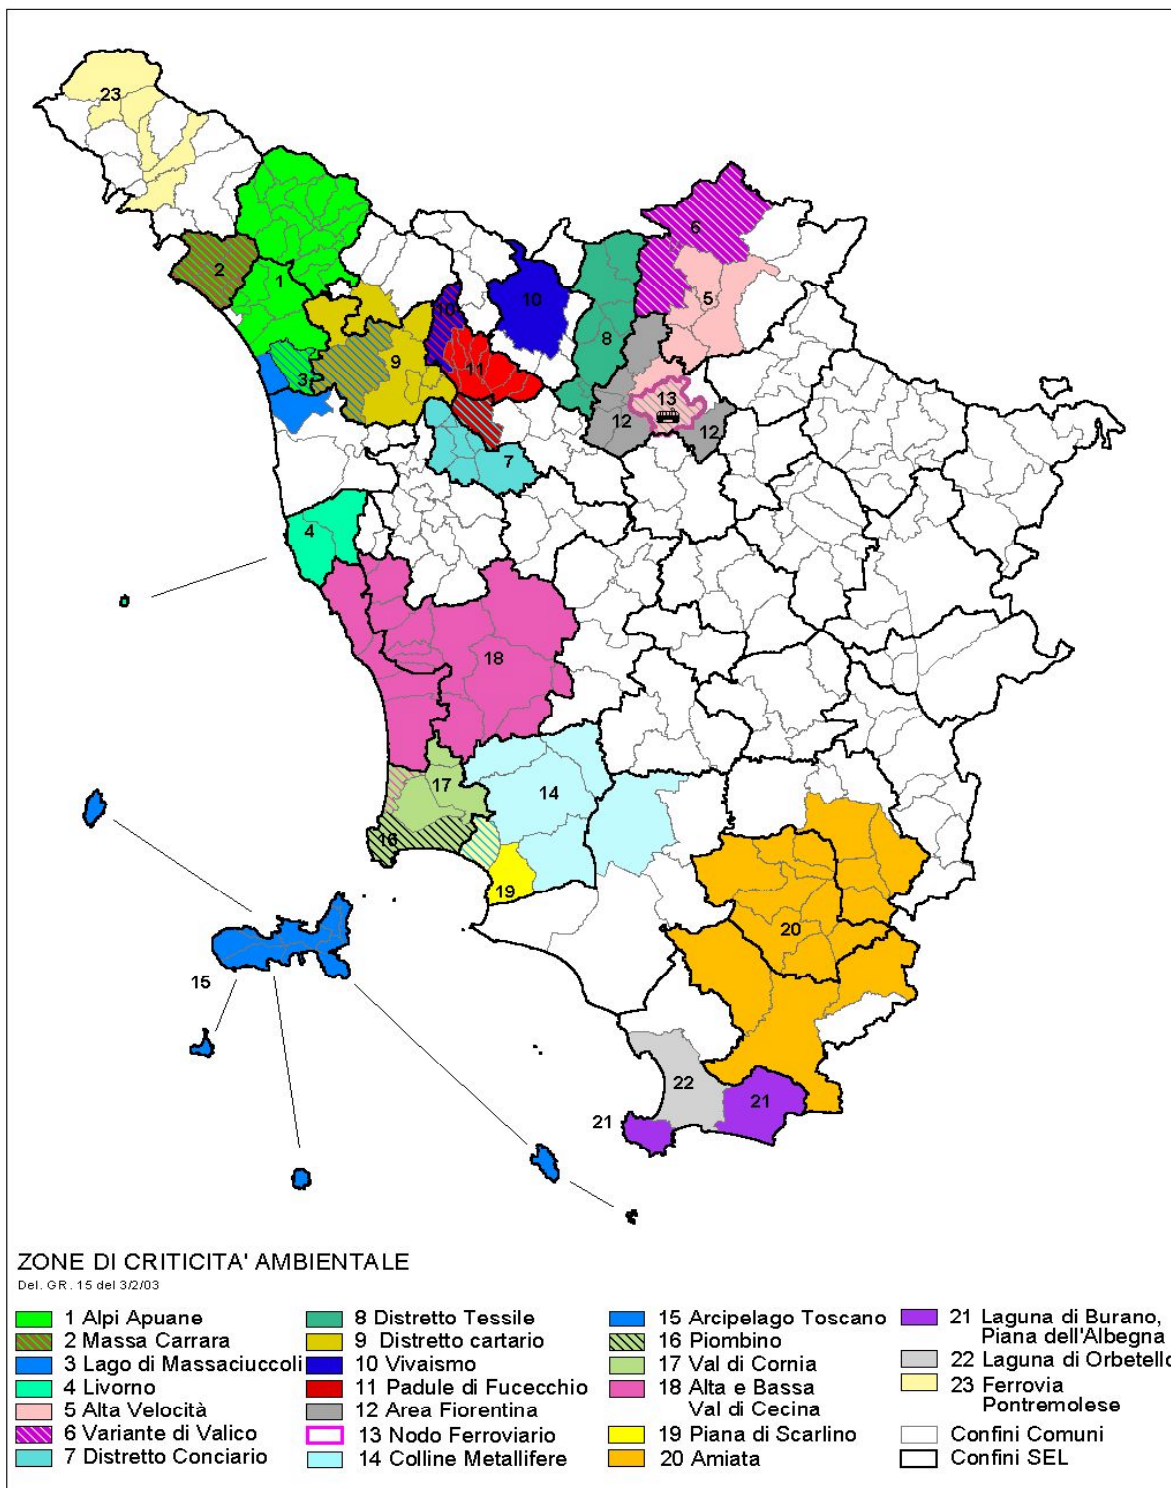 23
6
2
1
10
10
5
8
3
9
11
13
12
12
7
4
18
17
14
16
19
20
15
22
21
21
ZONE DI CRITICITA' AMBIENTALE
Del. GR. 15 del 3/2/03
1 Alpi Apuane
2 Massa Carrara
3 Lago di Massaciuccoli
4 Livorno
5 Alta Velocità
6 Variante di Valico
7 Distretto Conciario
8 Distretto Tessile
9 Distretto cartario
10 Vivaismo
11 Padule di Fucecchio
12 Area Fiorentina
13 Nodo Ferroviario
14 Colline Metallifere
15 Arcipelago Toscano
16 Piombino
17 Val di Cornia
18 Alta e Bassa
Val di Cecina
19 Piana di Scarlino
20 Amiata
21 Laguna di Burano,
Piana dell'Albegna
22 Laguna di Orbetello
23 Ferrovia
Pontremolese
Confini Comuni
Confini SEL